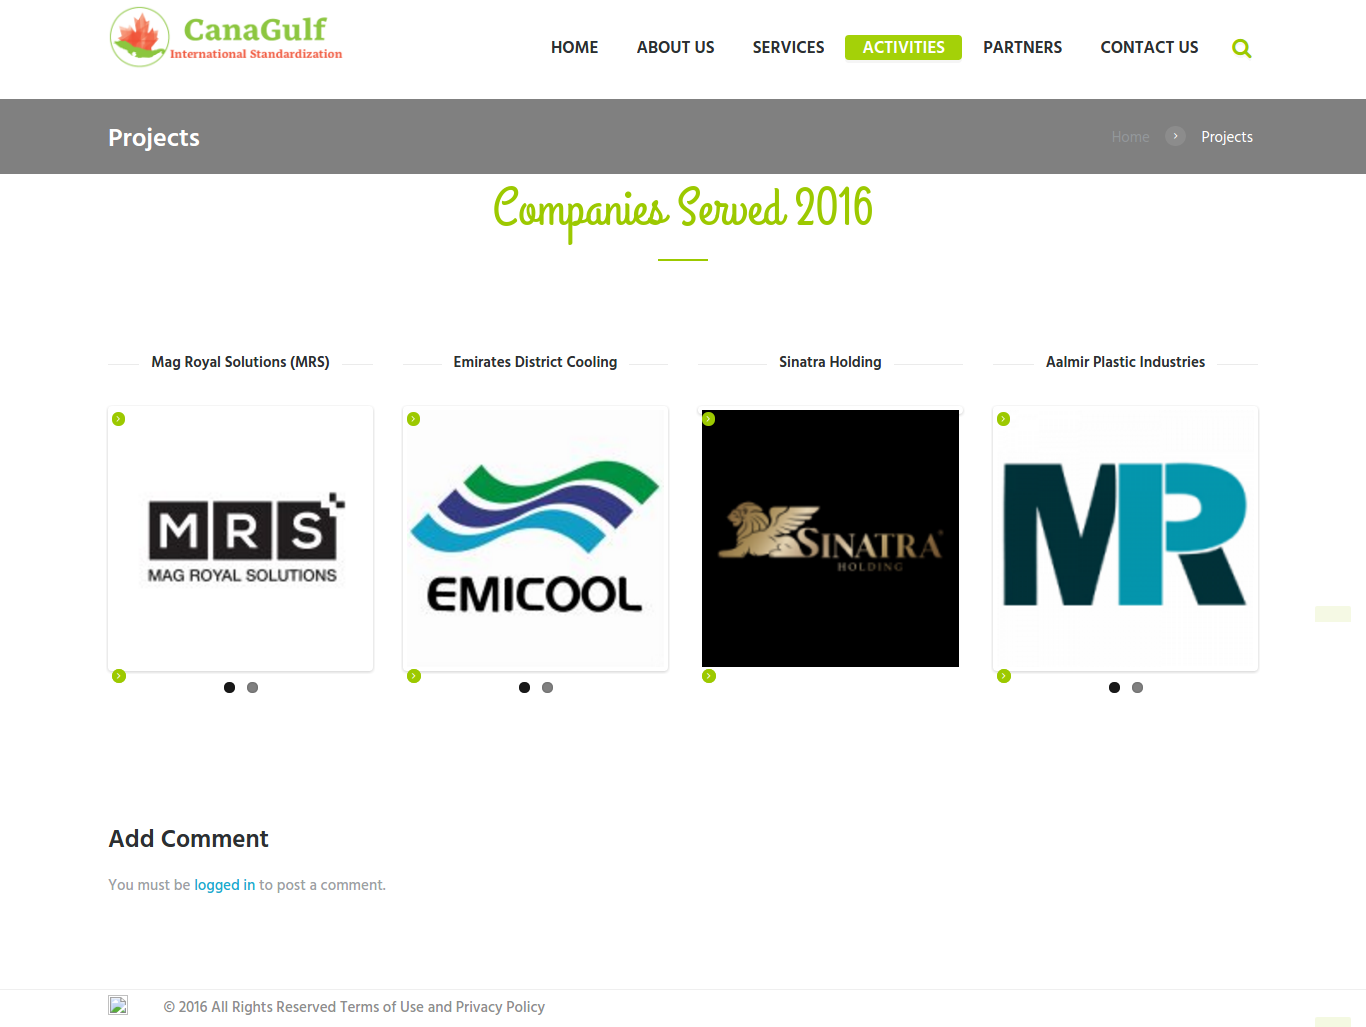 CanaGulf
International Standardization
HOME ABOUT US SERVICES ACTIVITIES PARTNERS CONTACT US
Projects
Home Projects
Companies Served 2016
Mag Royal Solutions (MRS) Emirates District Cooling Sinatra Holding Aalmir Plastic Industries
MRS
MAG ROYAL SOLUTIONS
EMICOOL
SINATRA
HOLDING
MR
Add Comment
You must be logged in to post a comment.
© 2016 All Rights Reserved Terms of Use and Privacy Policy